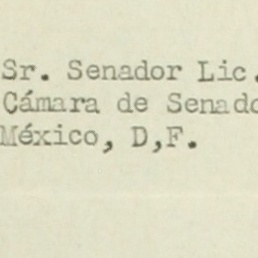 Sr. Senador Lic.
Cámara de Senado
México, D,F.